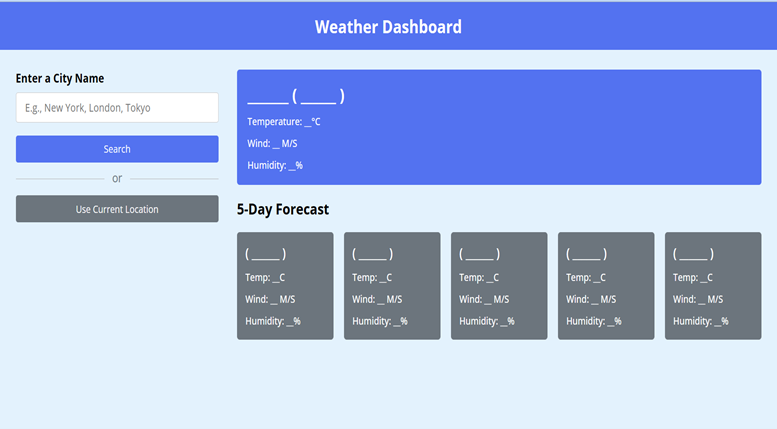 Weather Dashboard
Enter a City Name
E.g., New York, London, Tokyo
Search
or
Use Current Location
______ ( _____ )
Temperature: __°C
Wind: __ M/S
Humidity: __%
5-Day Forecast
( _____ )
Temp: __C
Wind: __ M/S
Humidity: __%
( _____ )
Temp: __C
Wind: __ M/S
Humidity: __%
( _____ )
Temp: __C
Wind: __ M/S
Humidity: __%
( _____ )
Temp: __C
Wind: __ M/S
Humidity: __%
( _____ )
Temp: __C
Wind: __ M/S
Humidity: __%